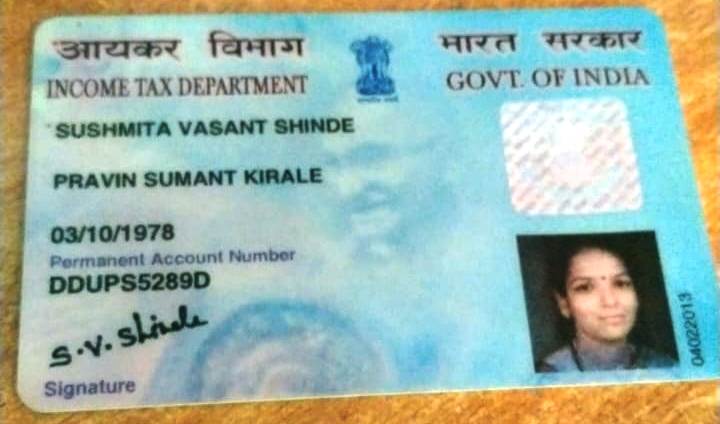 आयकर विभाग
INCOME TAX DEPARTMENT
भारत सरकार
GOVT. OF INDIA
SUSHMITA VASANT SHINDE
PRAVIN SUMANT KIRALE
03/10/1978
Permanent Account Number
DDUPS5289D
S.V. Shinde
Signature
04022013